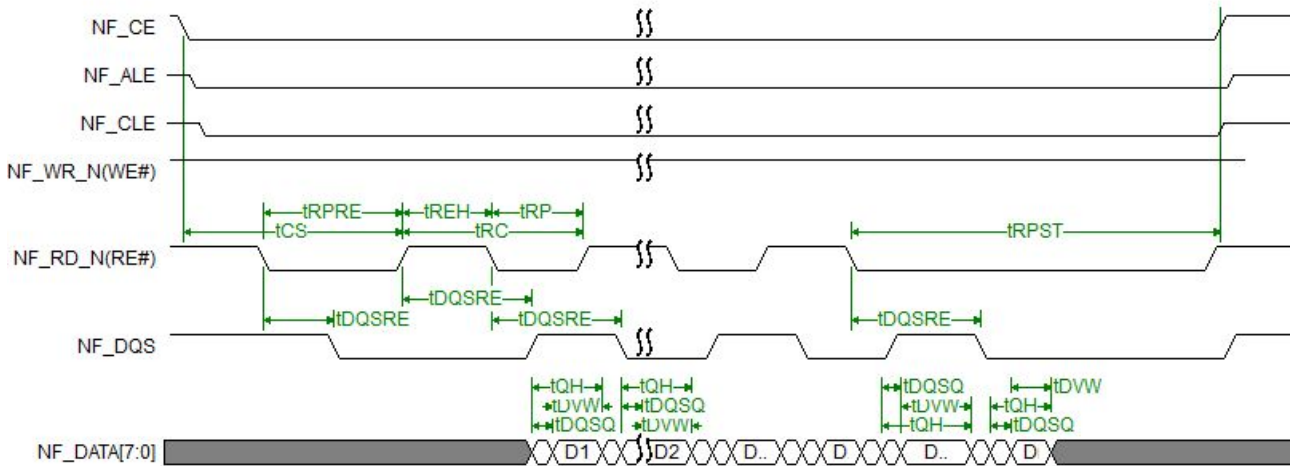 NF_CE
NF_ALE
NF_CLE
NF_WR_N(WE#)
tRPRE tREH tRP
tCS tRC tRPST
NF_RD_N(RE#)
tDQSRE
tDQSRE tDQSRE tDQSRE
NF_DQS
tQH tQH tDQSQ tDVW
tDVW tDQSQ tDVW tQH
tDQSQ tDVW tQH tDQSQ
NF_DATA[7:0] D1 D2 D.. D D.. D